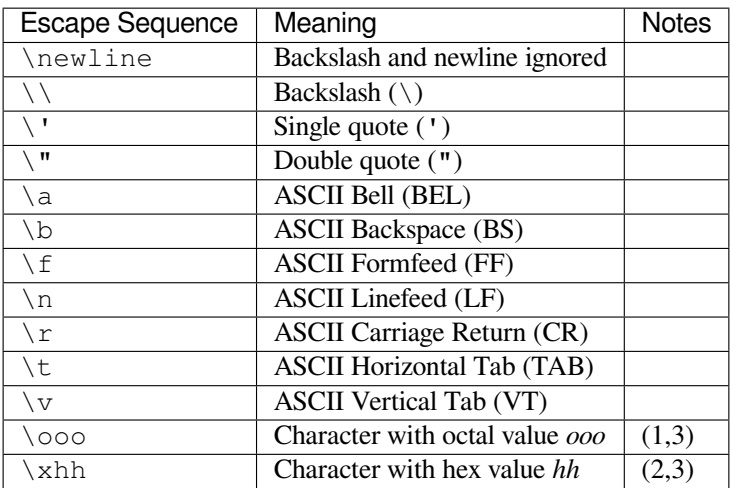 Escape Sequence Meaning Notes
\newline Backslash and newline ignored
\\ Backslash (\)
\' Single quote (')
\" Double quote (")
\a ASCII Bell (BEL)
\b ASCII Backspace (BS)
\f ASCII Formfeed (FF)
\n ASCII Linefeed (LF)
\r ASCII Carriage Return (CR)
\t ASCII Horizontal Tab (TAB)
\v ASCII Vertical Tab (VT)
\ooo Character with octal value ooo (1,3)
\xhh Character with hex value hh (2,3)